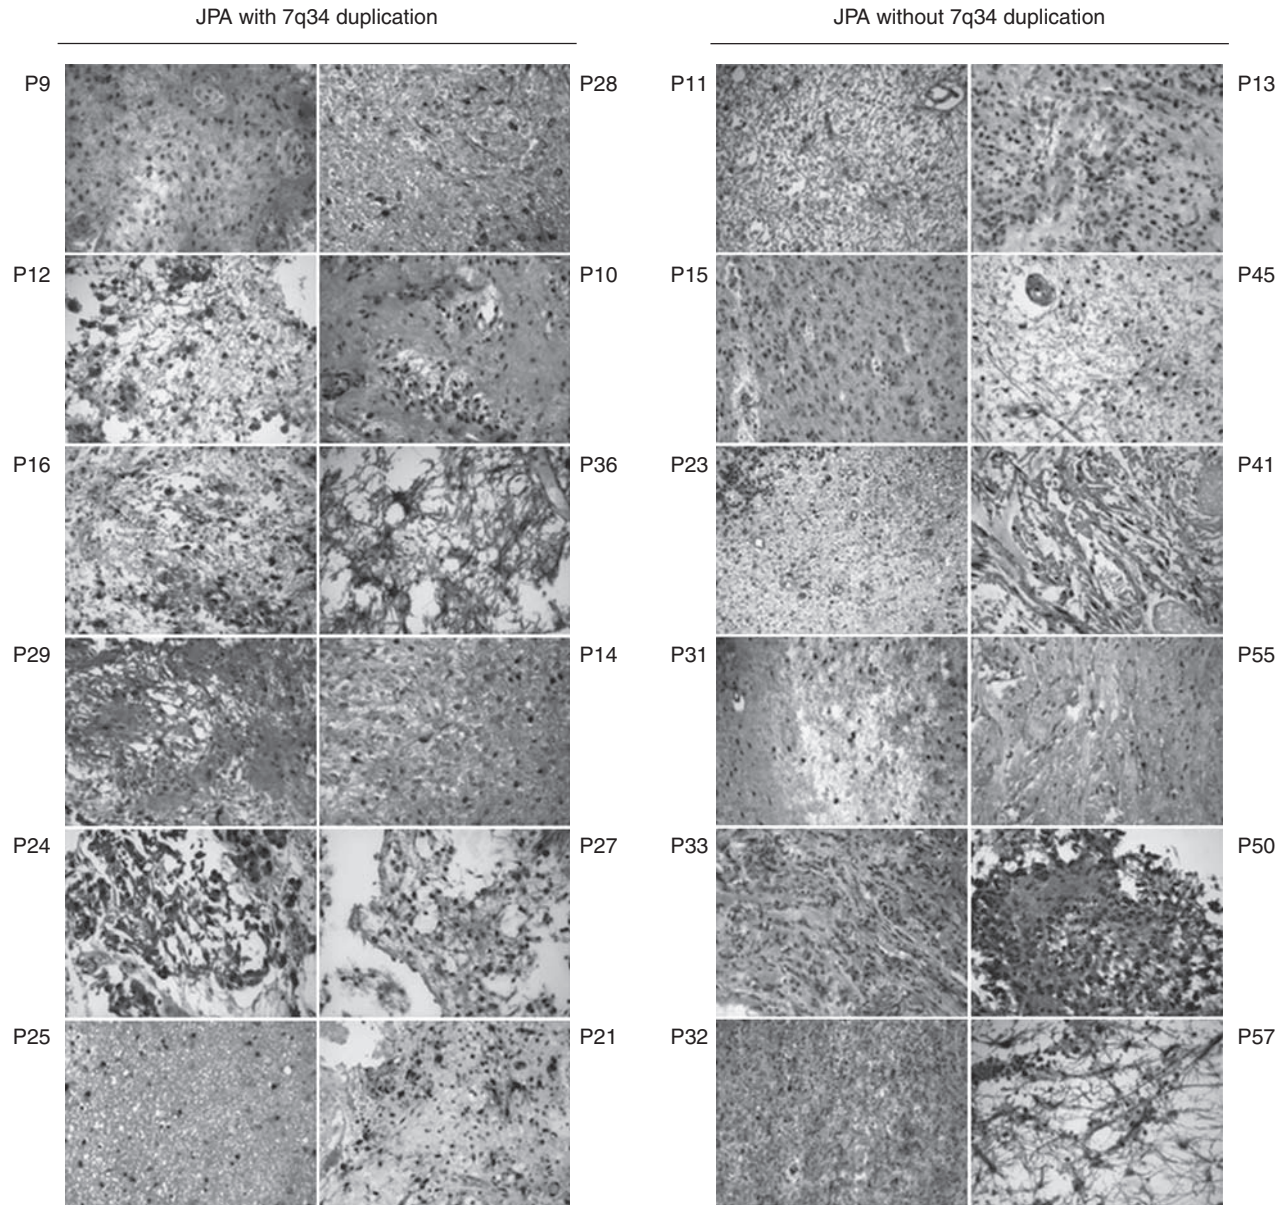 JPA with 7q34 duplication
JPA without 7q34 duplication
P9 P28 P11 P13
P12 P10 P15 P45
P16 P36 P23 P41
P29 P14 P31 P55
P24 P27 P33 P50
P25 P21 P32 P57